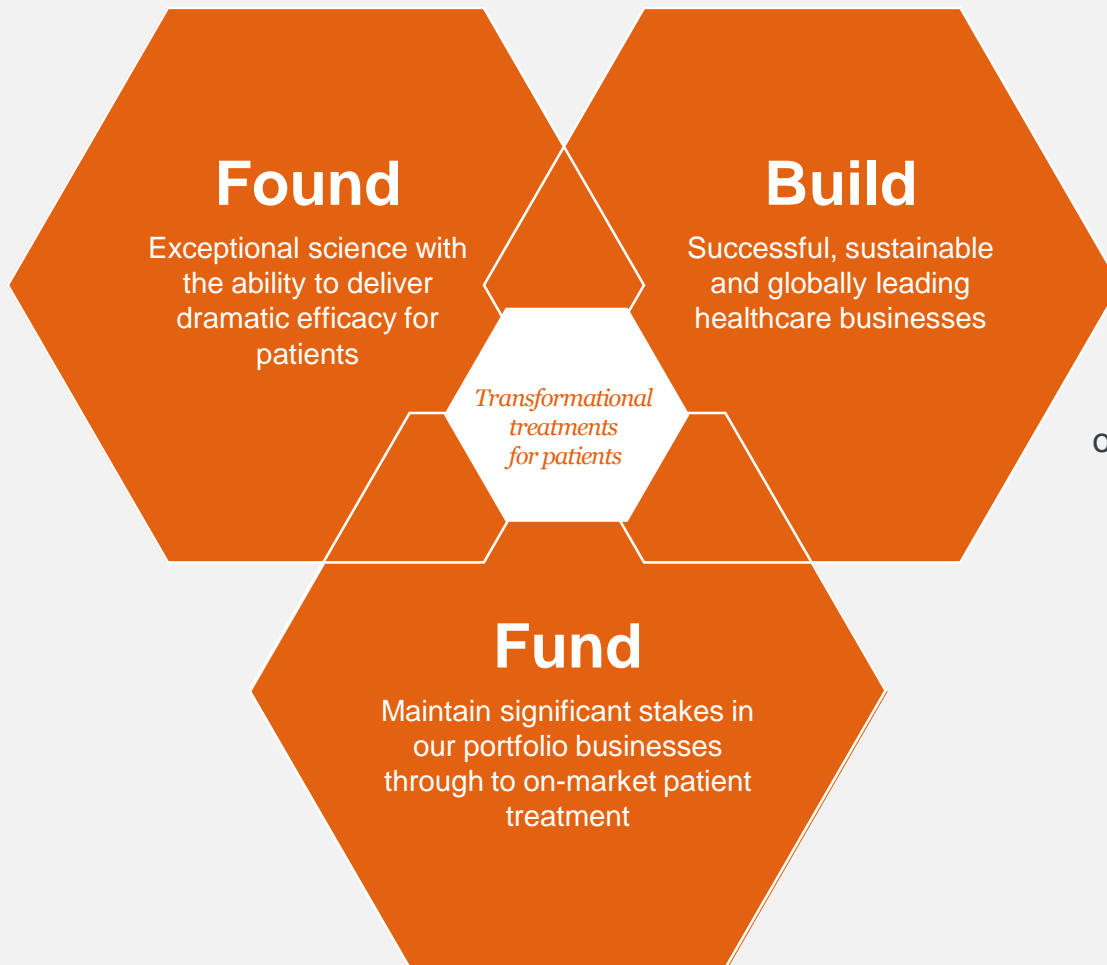 Found
Exceptional science with
the ability to deliver
dramatic efficacy for
patients
Build
Successful, sustainable
and globally leading
healthcare businesses
Transformational
treatments
for patients
Fund
Maintain significant stakes in
our portfolio businesses
through to on-market patient
treatment